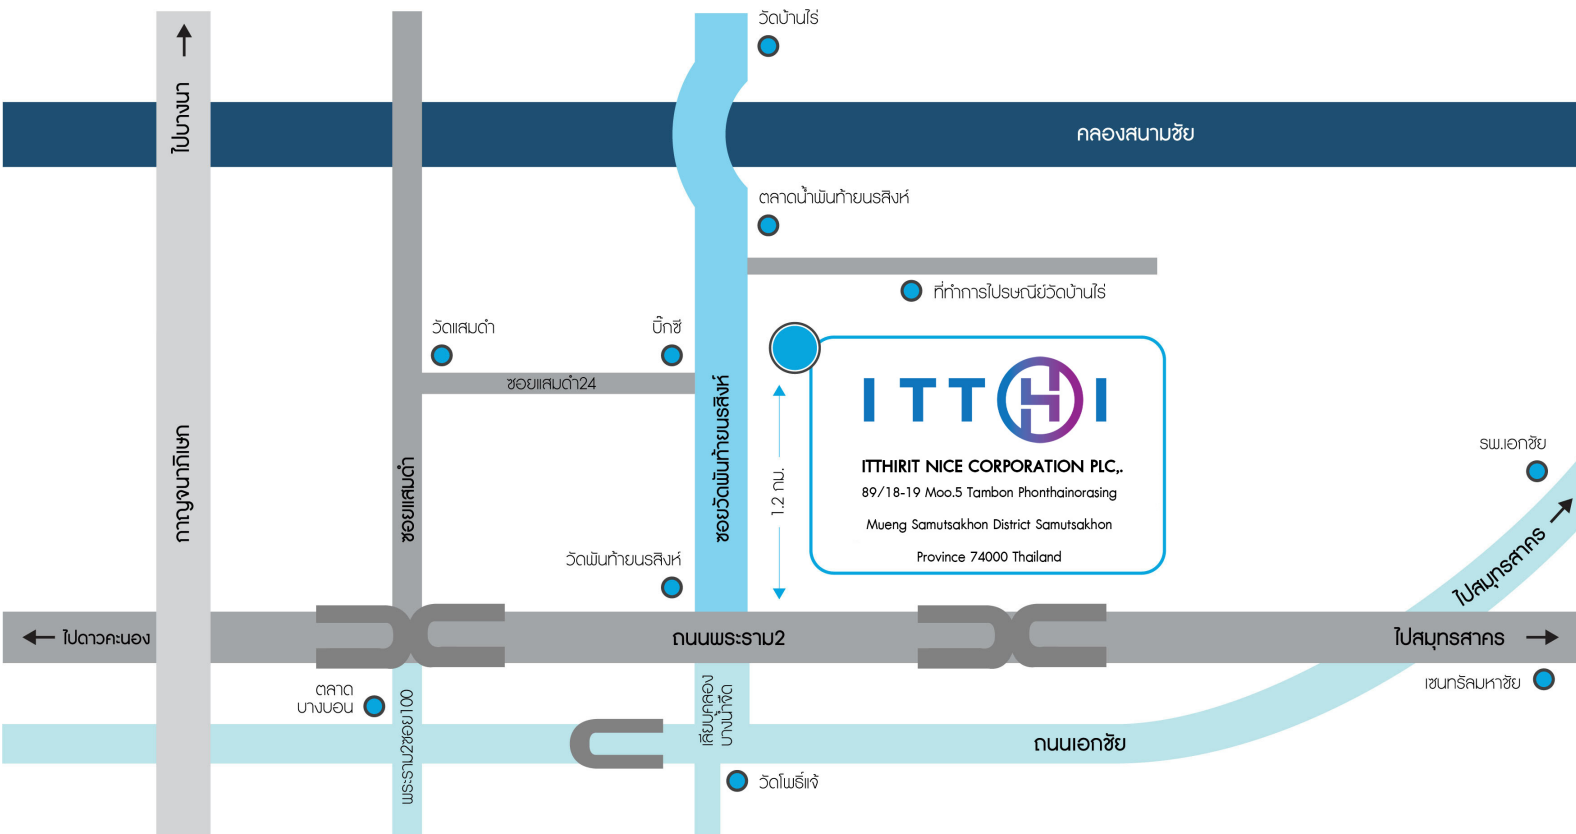 วัดบ้านไร่
ไปบางนา
คลองสนามชัย
ตลาดน้ำพันท้ายนรสิงห์
ที่ทำการไปรษณีย์วัดบ้านไร่
วัดแสมดำ
บิ๊กซี
ซอยแสมดำ24
ITTHI
ITTHIRIT NICE CORPORATION PLC,.
89/18-19 Moo.5 Tambon Phonthainorasing
Mueng Samutsakhon District Samutsakhon
Province 74000 Thailand
กาญจนาภิเษก
ซอยแสมดำ
ซอยวัดพันท้ายนรสิงห์
1.2 กม.
รพ.เอกชัย
วัดพันท้ายนรสิงห์
ไปสมุทรสาคร
ไปดาวคะนอง
ถนนพระราม2
ไปสมุทรสาคร
ตลาด
บางบอน
พระราม2ซอย100
เลียบคลอง
บางน้ำจืด
เซนทรัลมหาชัย
ถนนเอกชัย
วัดโพธิ์แจ้